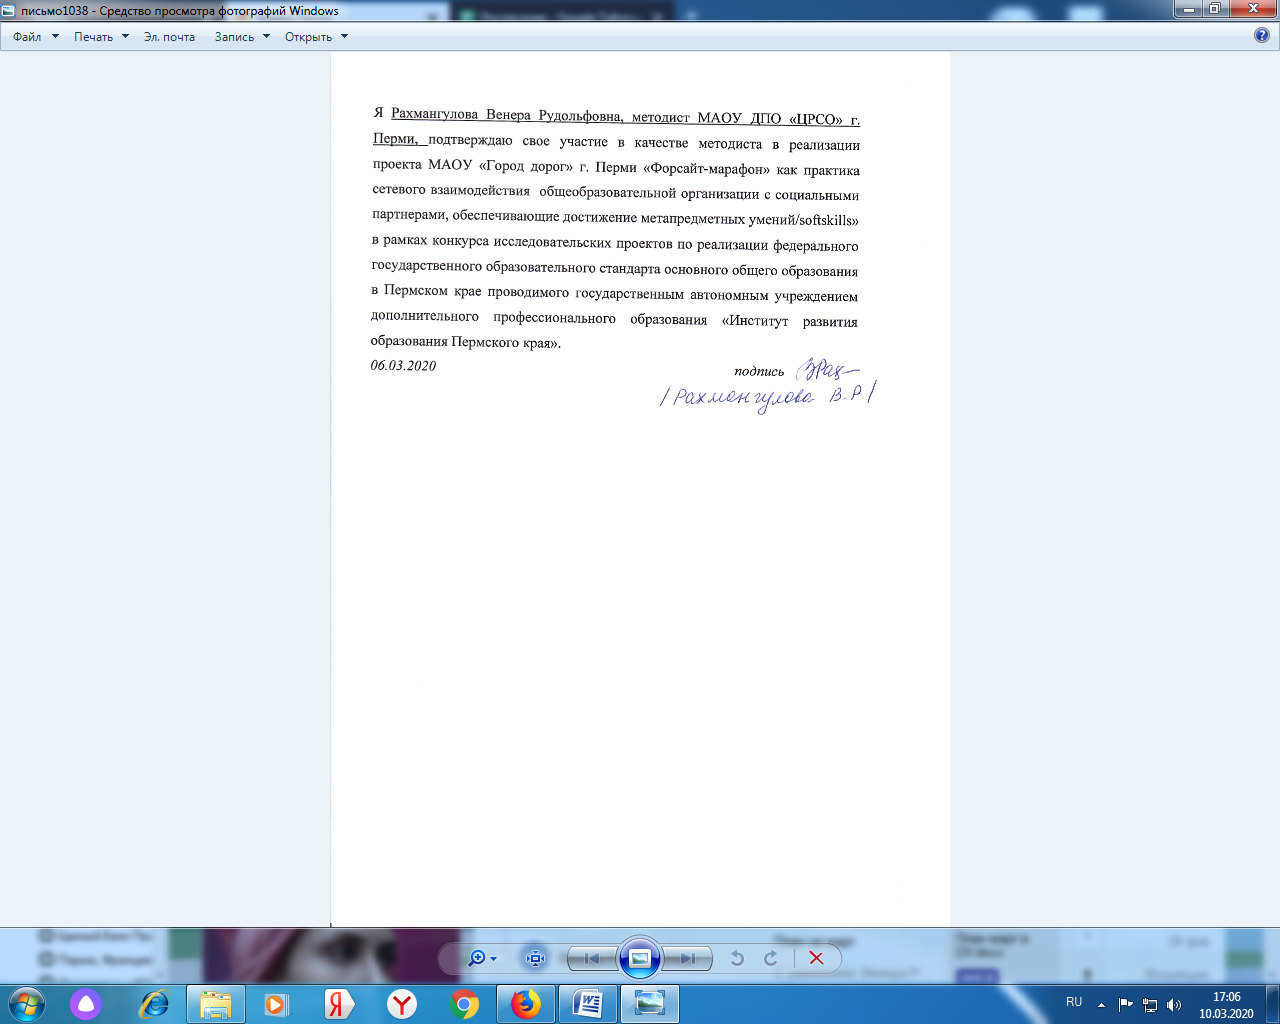 письмо1038 - Средство просмотра фотографий Windows
Файл Печать Эл. почта Запись Открыть
Я Рахмангулова Венера Рудольфовна, методист МАОУ ДПО «ЦРСО» г.
Перми, подтверждаю свое участие в качестве методиста в реализации
проекта МАОУ «Город дорог» г. Перми «Форсайт-марафон» как практика
сетевого взаимодействия общеобразовательной организации с социальными
партнерами, обеспечивающие достижение метапредметных умений/softskills»
в рамках конкурса исследовательских проектов по реализации федерального
государственного образовательного стандарта основного общего образования
в Пермском крае проводимого государственным автономным учреждением
дополнительного профессионального образования «Институт развития
образования Пермского края».
06.03.2020 подпись
/ Рахмангулова В.Р /
RU
17:06
10.03.2020